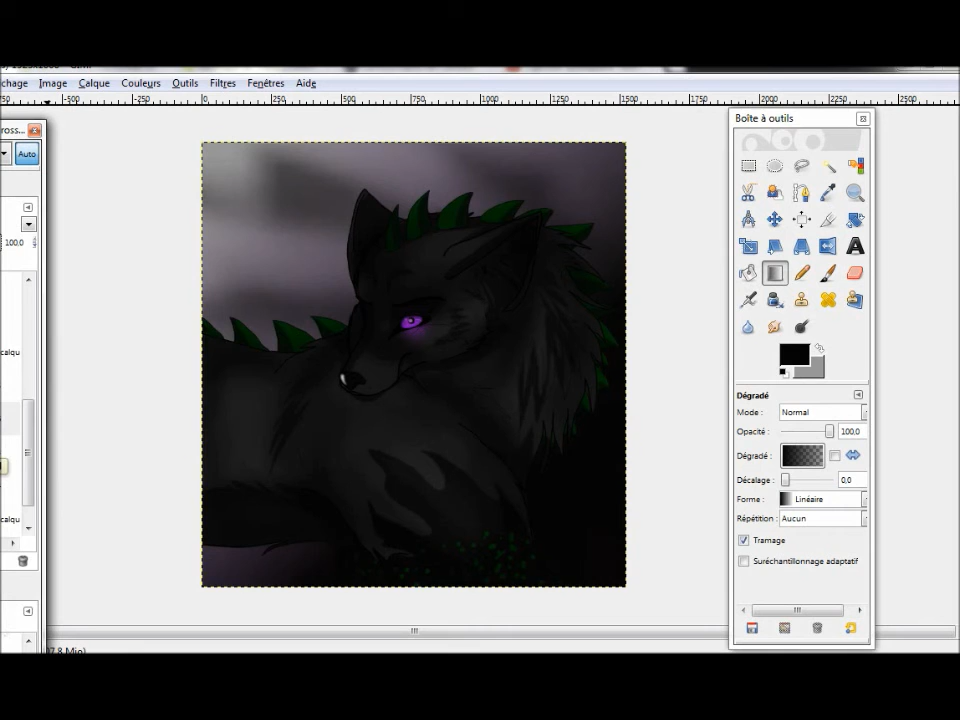 chage Image Calque Couleurs Outils Filtres Fenêtres Aide
-500 -250 0 250 500 750 1000 1250 1500 1750 2000 2250 2500
ross...
Auto
100,0
calqu
calqu
Boîte à outils
Dégradé
Mode : Normal
Opacité : 100,0
Dégradé :
Décalage : 0,0
Forme : Linéaire
Répétition : Aucun
Tramage
Suréchantillonnage adaptatif